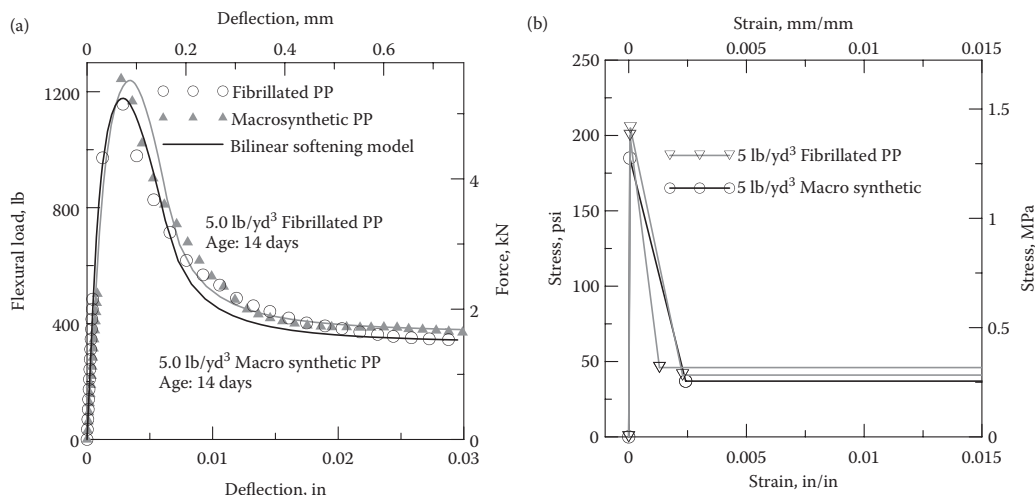 (a)
Deflection, mm
0 0.2 0.4 0.6
1200
800
400
0
Flexural load, lb
Fibrillated PP
Macrosynthetic PP
Bilinear softening model
5.0 lb/yd³ Fibrillated PP
Age: 14 days
5.0 lb/yd³ Macro synthetic PP
Age: 14 days
4
2
0
Force, kN
0 0.01 0.02 0.03
Deflection, in
(b)
Strain, mm/mm
0 0.005 0.01 0.015
250
200
150
100
50
0
Stress, psi
5 lb/yd³ Fibrillated PP
5 lb/yd³ Macro synthetic
1.5
1
0.5
0
Stress, MPa
0 0.005 0.01 0.015
Strain, in/in